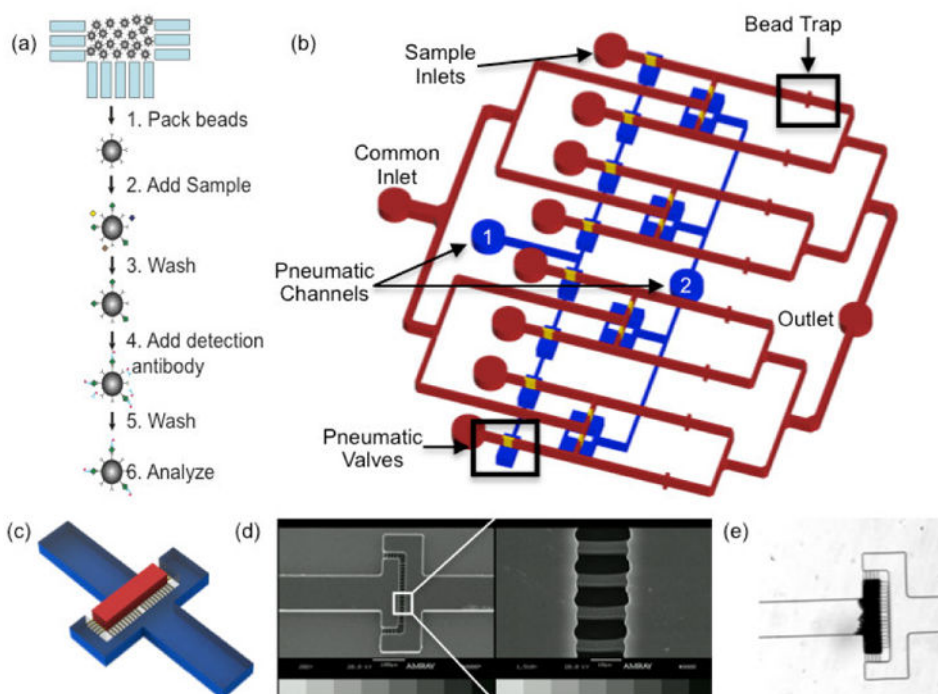 (a)
1. Pack beads
2. Add Sample
3. Wash
4. Add detection
antibody
5. Wash
6. Analyze
(b)
Bead Trap
Sample
Inlets
Common
Inlet
1
Pneumatic
Channels
2
Outlet
Pneumatic
Valves
(c)
(d)
AMRAY
AMRAY
(e)